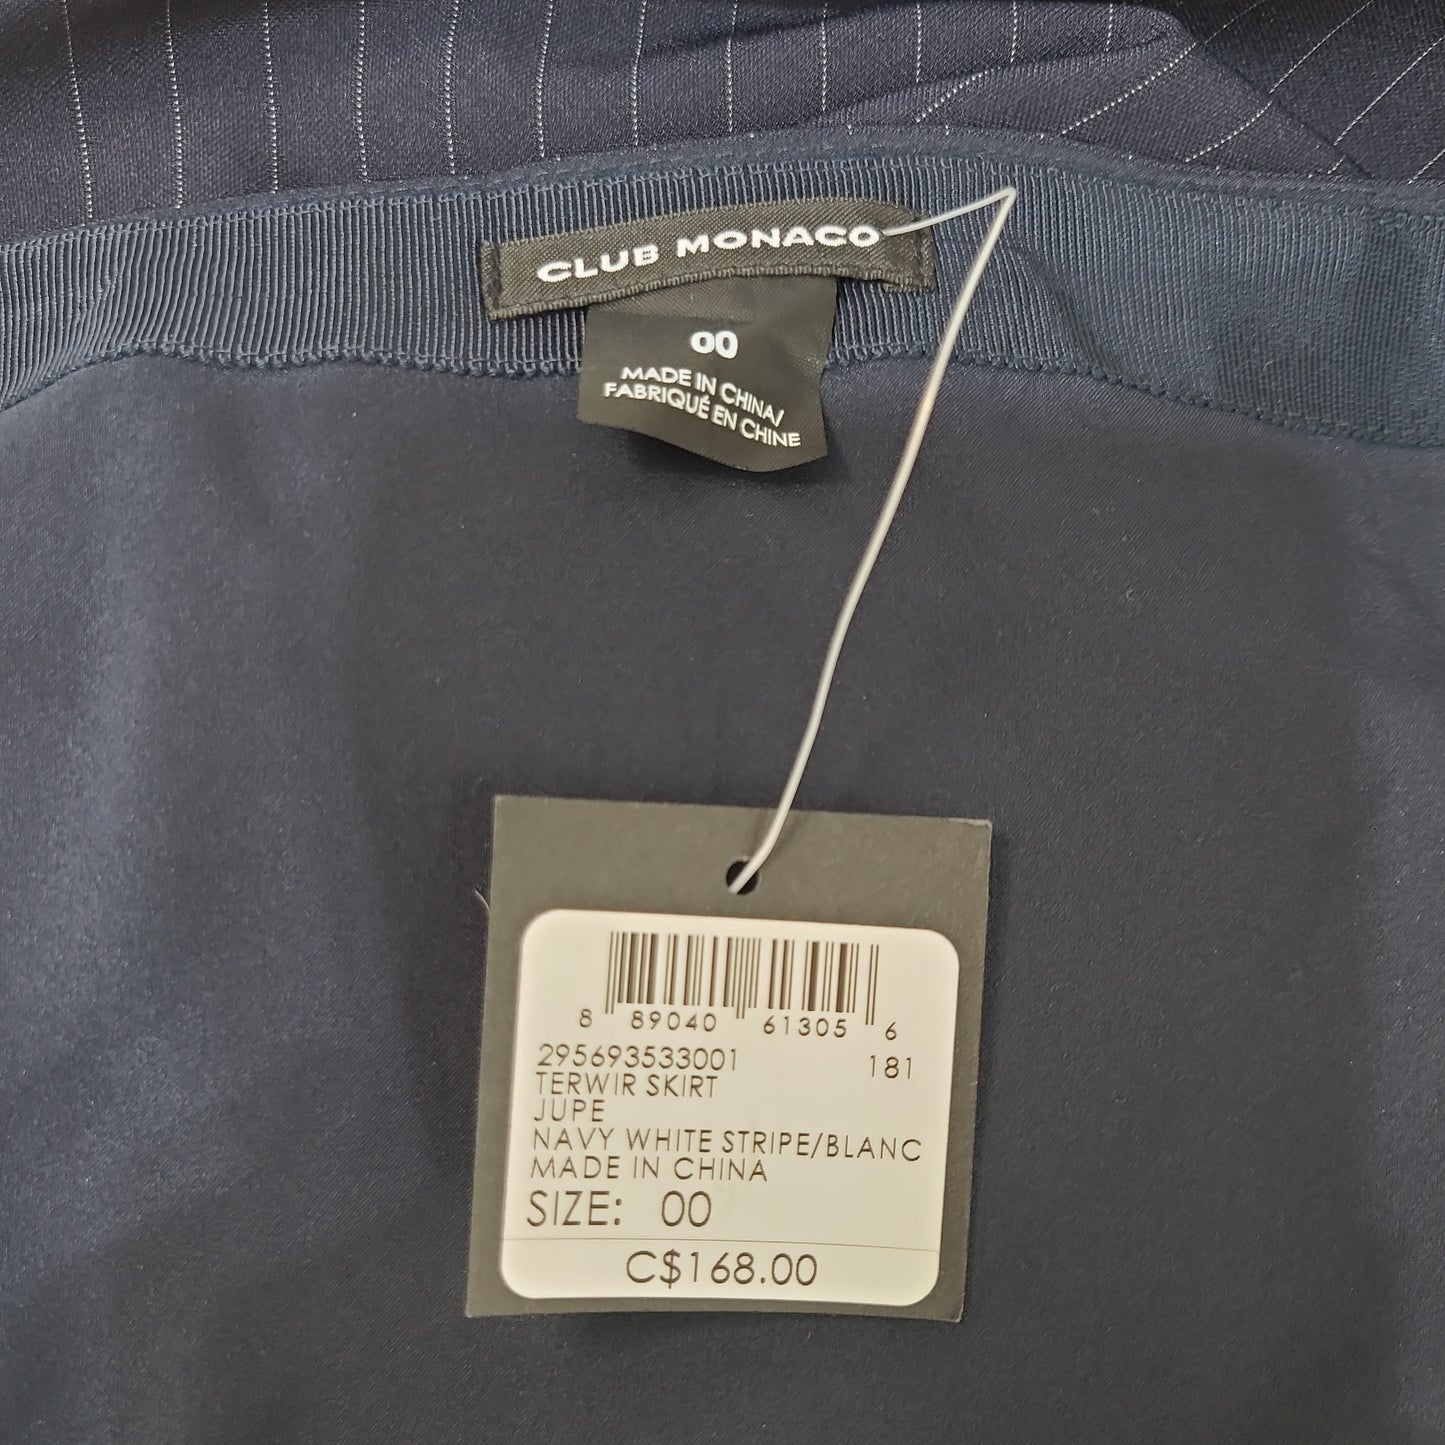 CLUB MONACO
00
MADE IN CHINA/
FABRIQUÉ EN CHINE
8 89040 61305 6
295693533001 181
TERWIR SKIRT
JUPE
NAVY WHITE STRIPE/BLANC
MADE IN CHINA
SIZE: 00
C$168.00